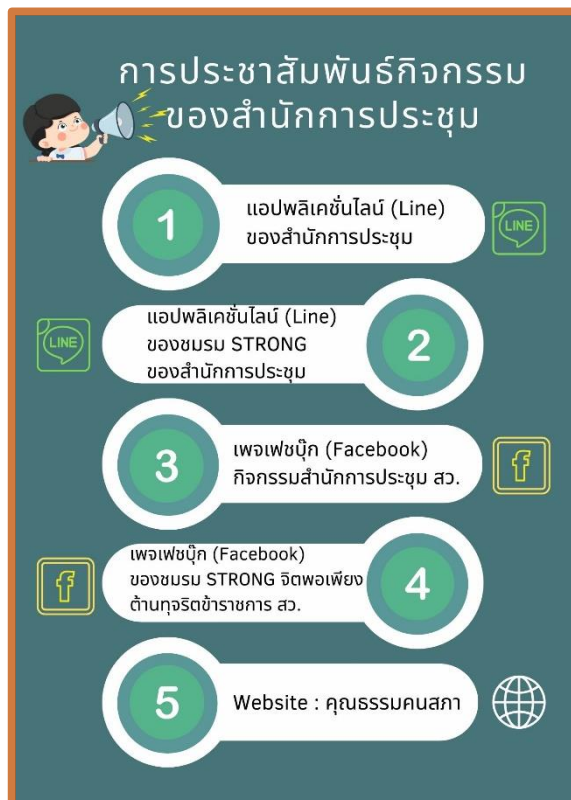 การประชาสัมพันธ์กิจกรรม
ของสำนักการประชุม
1
แอปพลิเคชั่นไลน์ (Line)
ของสำนักการประชุม
LINE
LINE
แอปพลิเคชั่นไลน์ (Line)
ของชมรม STRONG
ของสำนักการประชุม
2
3
เพจเฟซบุ๊ก (Facebook)
กิจกรรมสำนักการประชุม สว.
f
f
เพจเฟซบุ๊ก (Facebook)
ของชมรม STRONG จิตพอเพียง
ต้านทุจริตข้าราชการ สว.
4
5
Website : คุณธรรมคนสภา